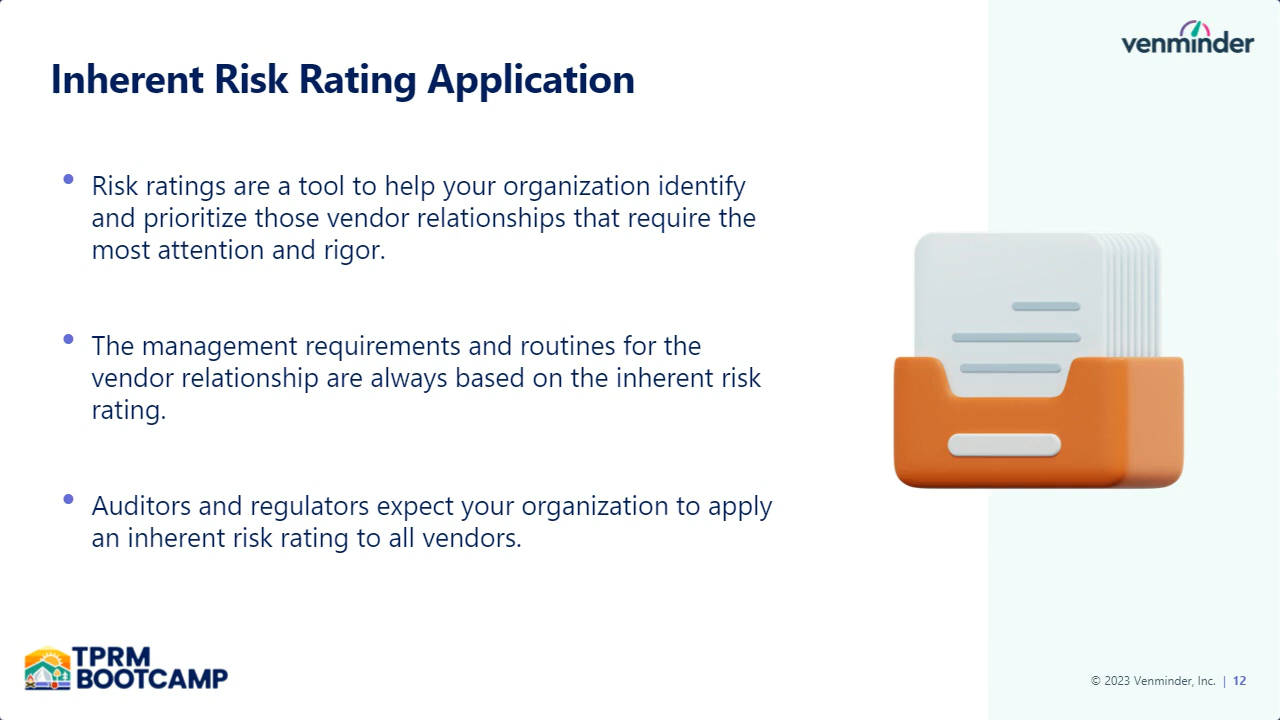 venminder
Inherent Risk Rating Application
• Risk ratings are a tool to help your organization identify
and prioritize those vendor relationships that require the
most attention and rigor.
• The management requirements and routines for the
vendor relationship are always based on the inherent risk
rating.
• Auditors and regulators expect your organization to apply
an inherent risk rating to all vendors.
TPRM
BOOTCAMP
© 2023 Venminder, Inc. | 12